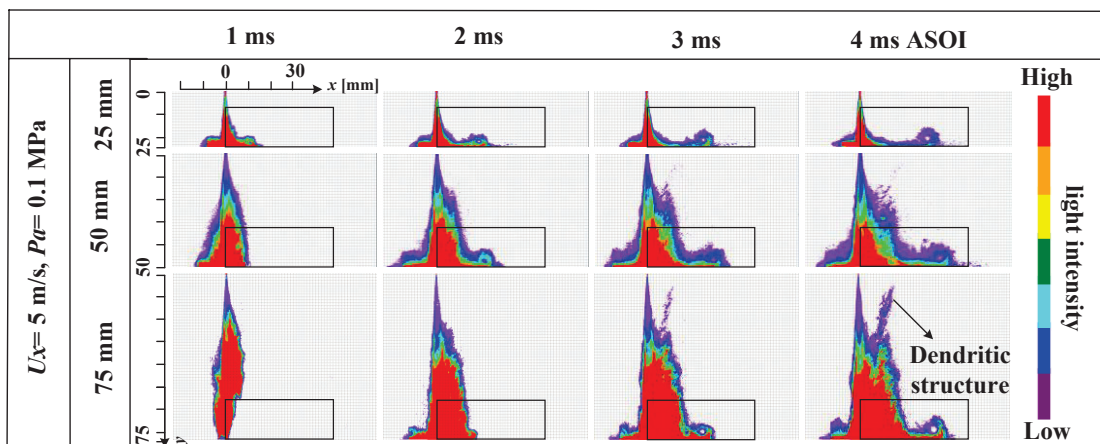 1 ms 2 ms 3 ms 4 ms ASOI
Ux= 5 m/s, Pa= 0.1 MPa
25 mm
50 mm
75 mm
0 30
x [mm]
0
25
25
50
50
75
y
Dendritic
structure
High
light intensity
Low